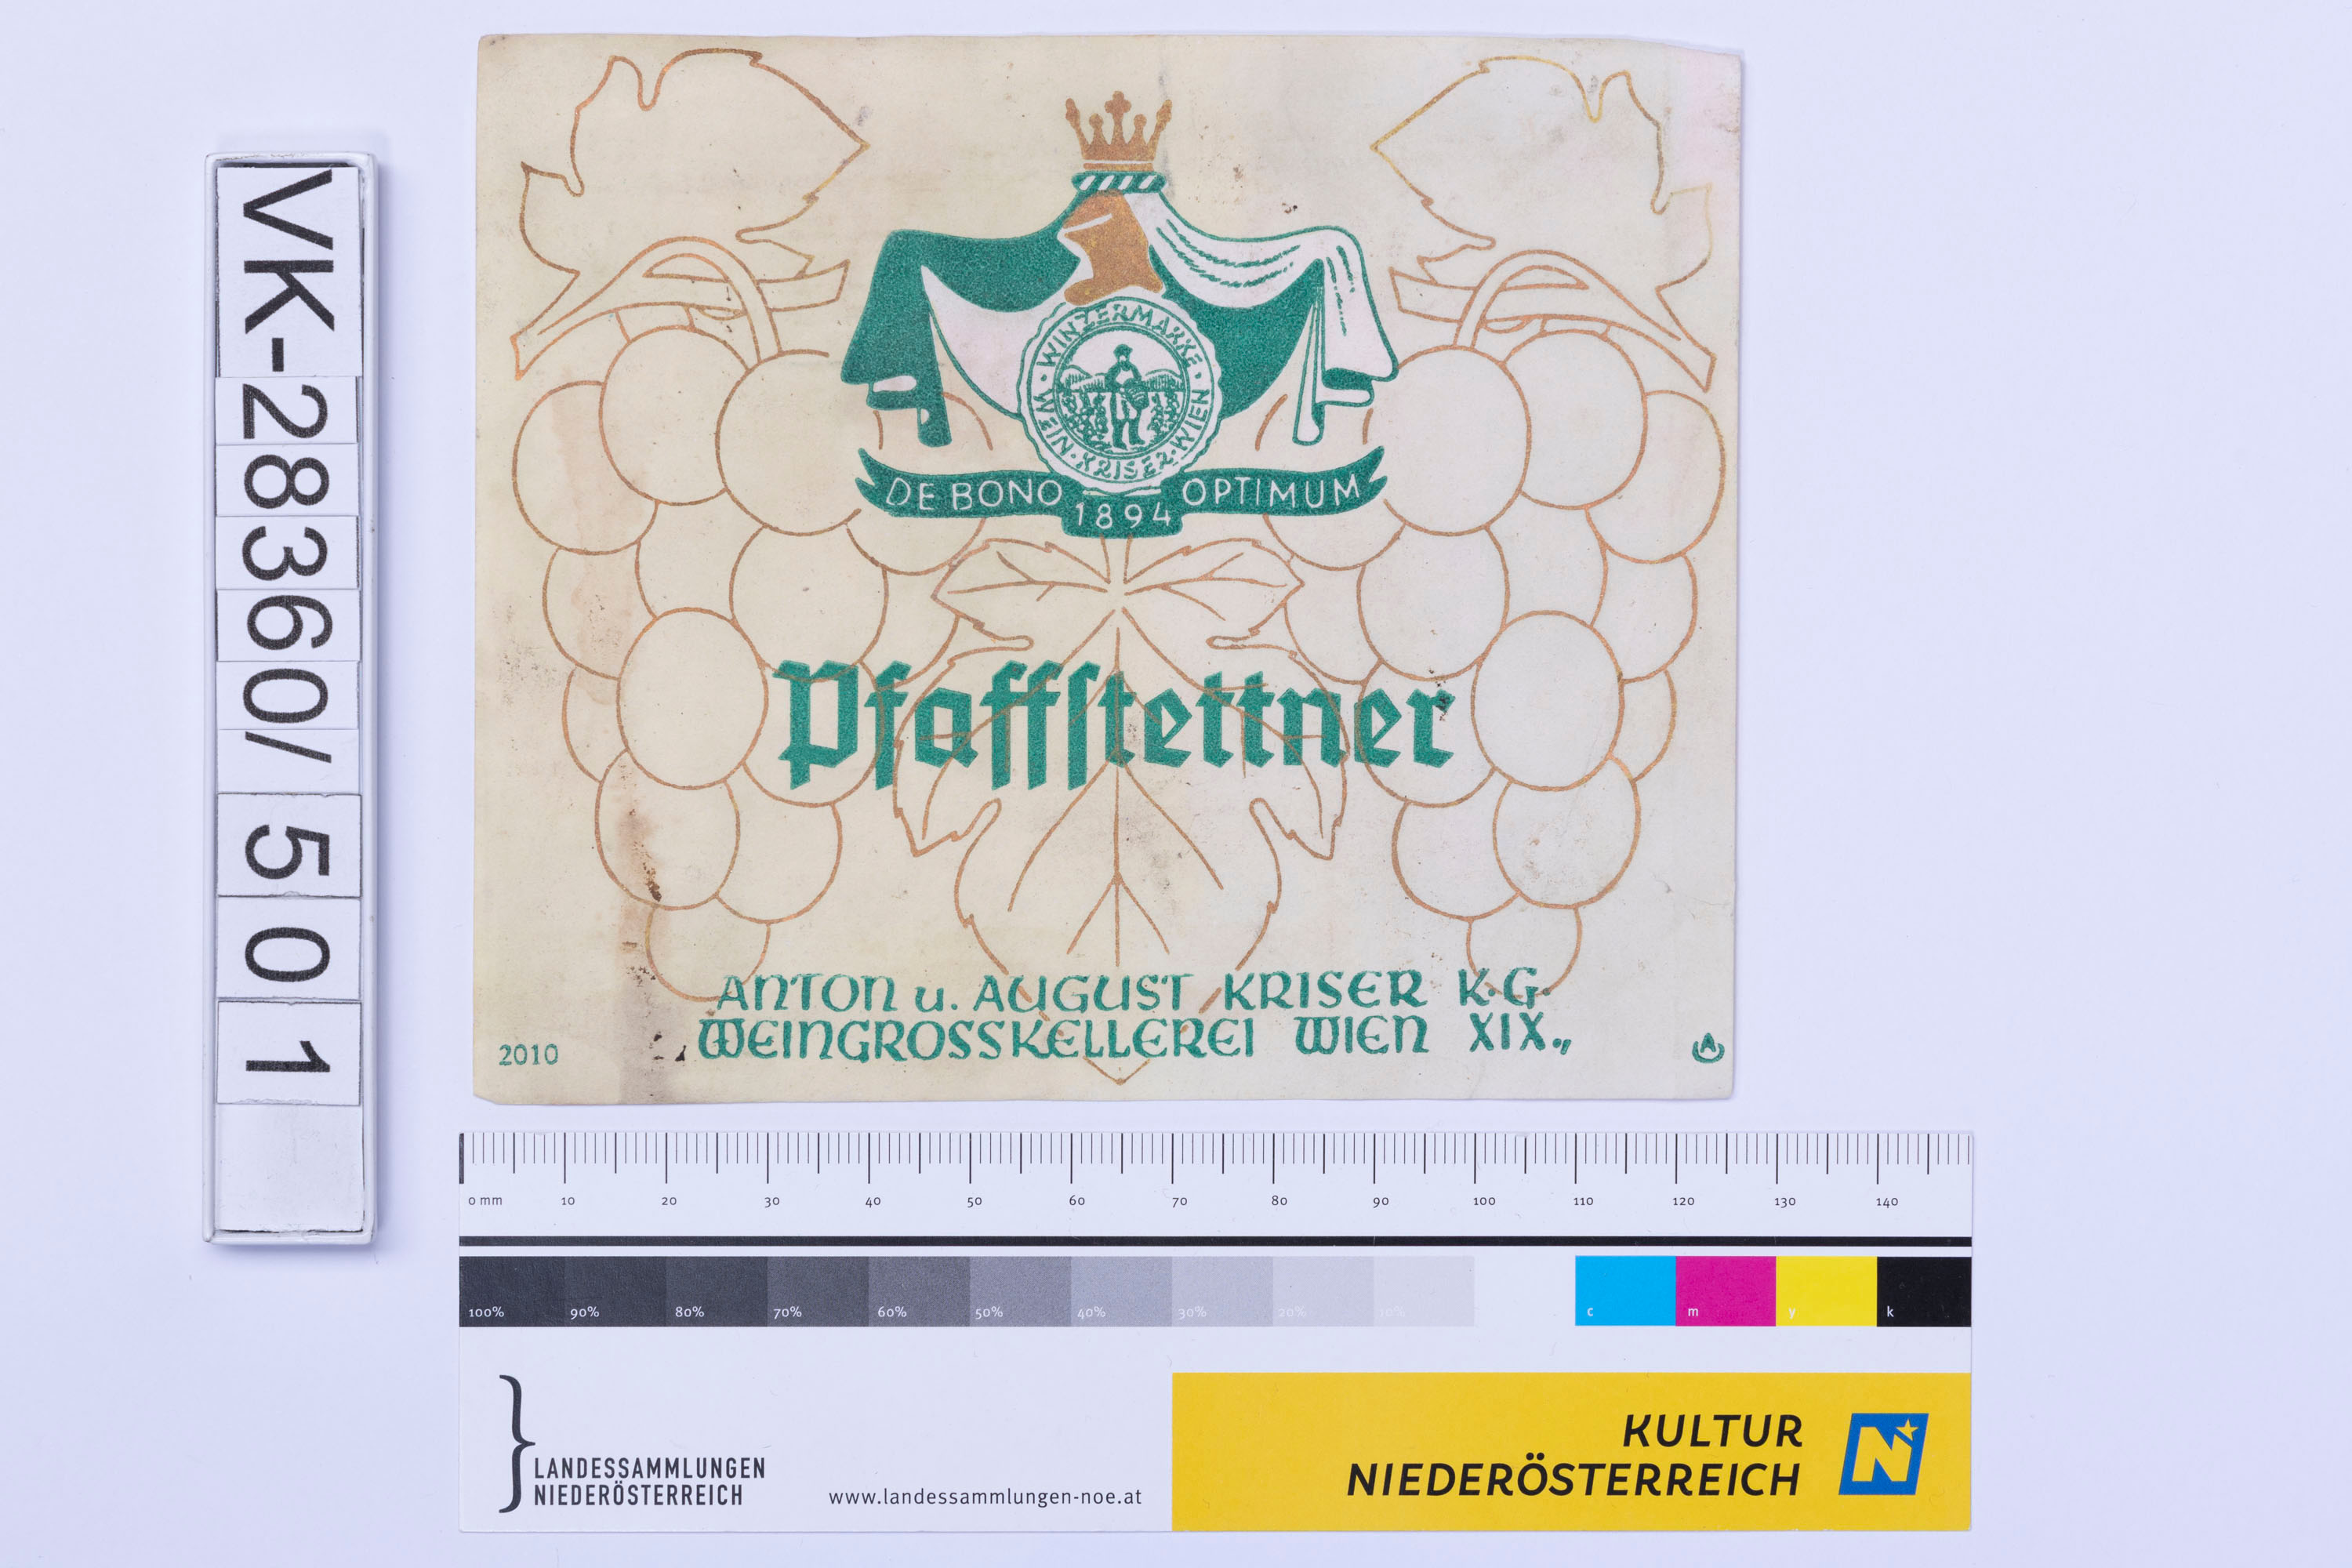 VK-28360/501
WINZERMARKE · WIEN · KRISER · WEIN ·
DE BONO OPTIMUM
1894
Pfaffstettner
ANTON u. AUGUST KRISER K.G.
WEINGROSSKELLEREI WIEN XIX.,
2010
0 mm 10 20 30 40 50 60 70 80 90 100 110 120 130 140
100% 90% 80% 70% 60% 50% 40% 30% 20% 10% c m y k
LANDESSAMMLUNGEN
NIEDERÖSTERREICH
www.landessammlungen-noe.at
KULTUR
NIEDERÖSTERREICH
N